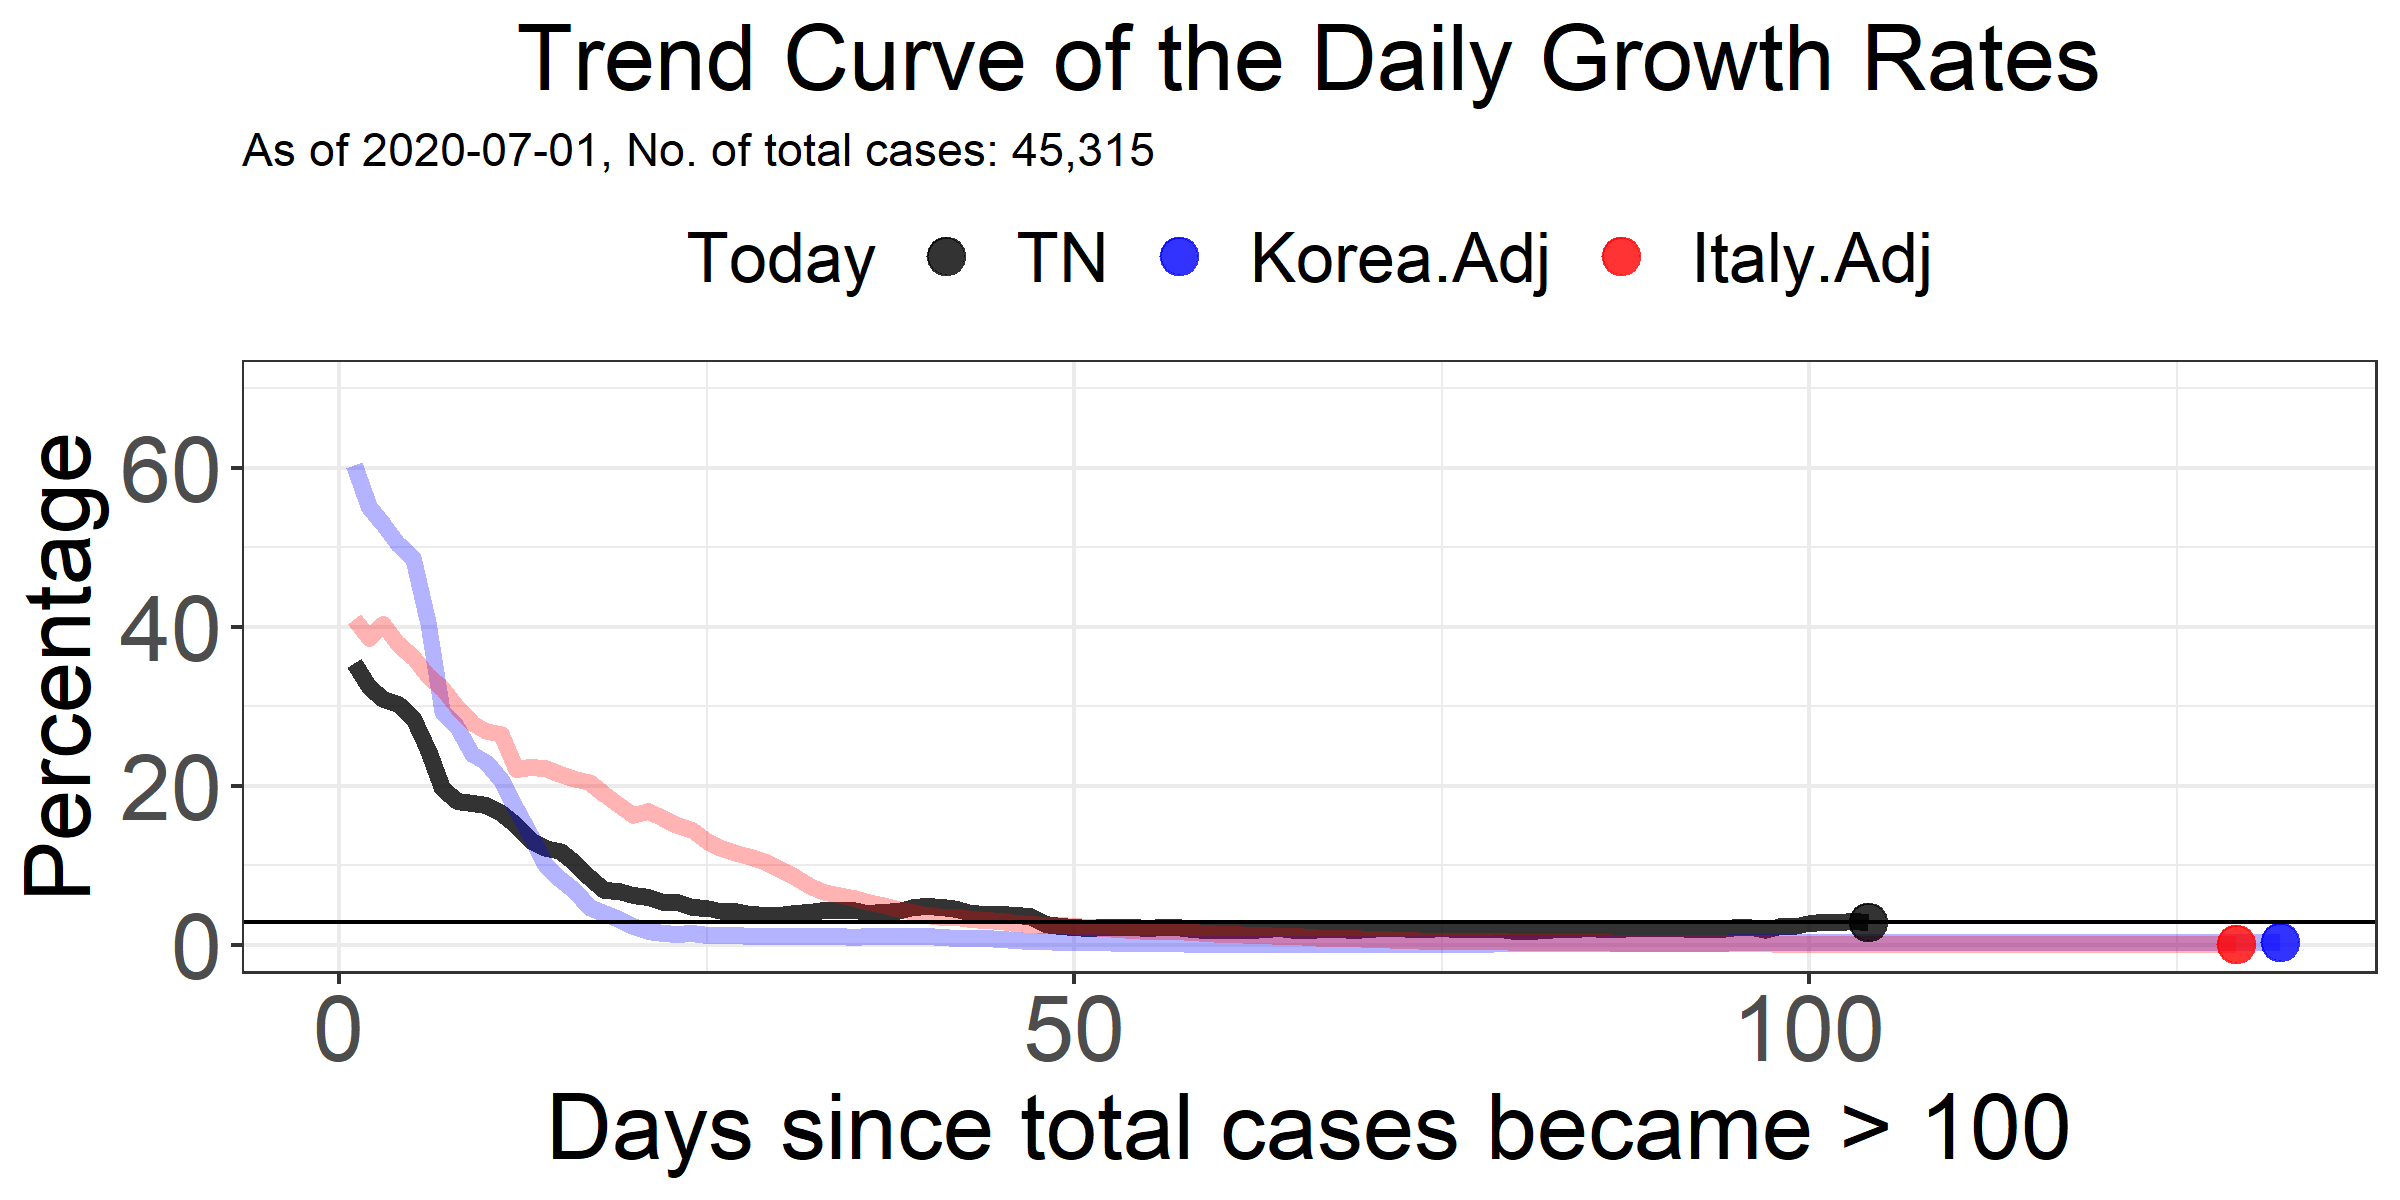 Trend Curve of the Daily Growth Rates
As of 2020-07-01, No. of total cases: 45,315
Today TN Korea.Adj Italy.Adj
Percentage
60
40
20
0
0 50 100
Days since total cases became > 100